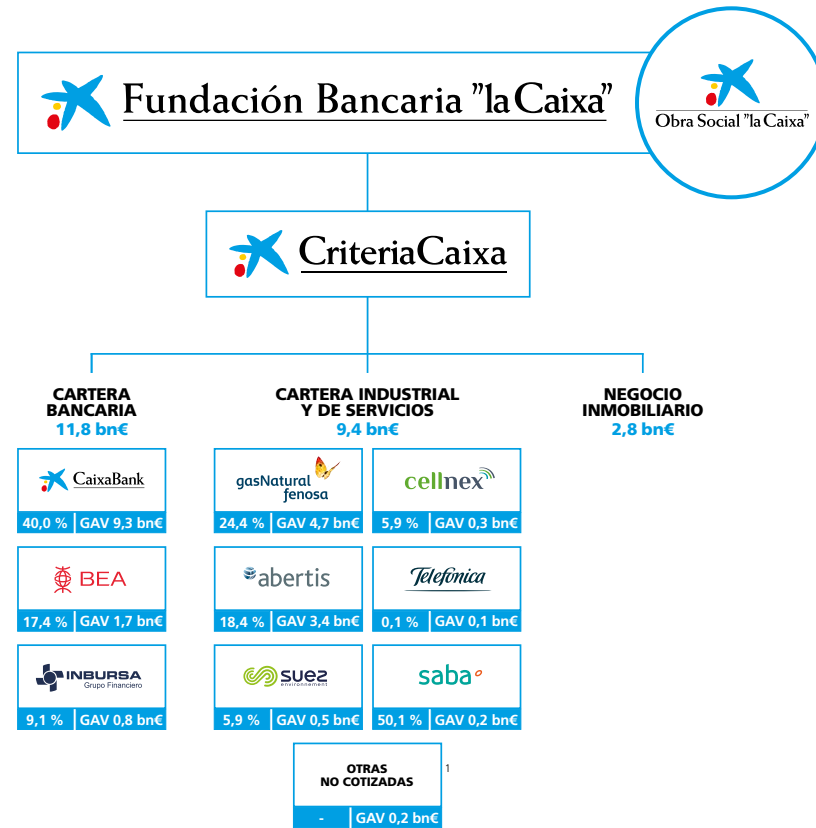 Fundación Bancaria "la Caixa"
Obra Social "la Caixa"
CriteriaCaixa
CARTERA
BANCARIA
11,8 bn€
CARTERA INDUSTRIAL
Y DE SERVICIOS
9,4 bn€
NEGOCIO
INMOBILIARIO
2,8 bn€
CaixaBank
40,0 % GAV 9,3 bn€
gasNatural
fenosa
24,4 % GAV 4,7 bn€
cellnex
5,9 % GAV 0,3 bn€
BEA
17,4 % GAV 1,7 bn€
abertis
18,4 % GAV 3,4 bn€
Telefónica
0,1 % GAV 0,1 bn€
INBURSA
Grupo Financiero
9,1 % GAV 0,8 bn€
suez
environnement
5,9 % GAV 0,5 bn€
saba
50,1 % GAV 0,2 bn€
OTRAS
NO COTIZADAS
1
- GAV 0,2 bn€